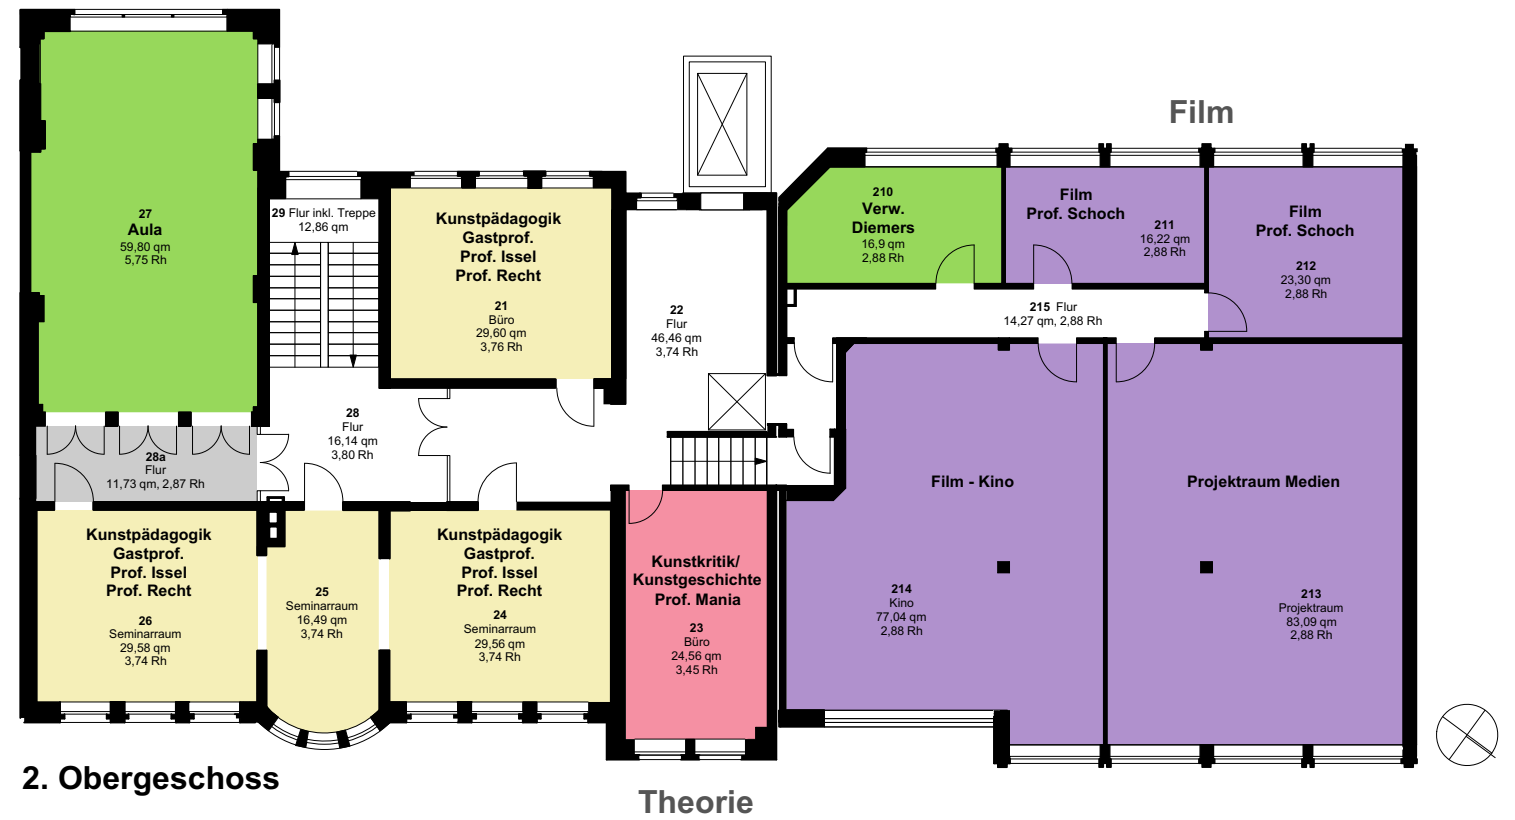 Film
27
Aula
59,80 qm
5,75 Rh
29 Flur inkl. Treppe
12,86 qm
Kunstpädagogik
Gastprof.
Prof. Issel
Prof. Recht
21
Büro
29,60 qm
3,76 Rh
22
Flur
46,46 qm
3,74 Rh
210
Verw.
Diemers
16,9 qm
2,88 Rh
Film
Prof. Schoch
211
16,22 qm
2,88 Rh
Film
Prof. Schoch
212
23,30 qm
2,88 Rh
215 Flur
14,27 qm, 2,88 Rh
28
Flur
16,14 qm
3,80 Rh
28a
Flur
11,73 qm, 2,87 Rh
Kunstpädagogik
Gastprof.
Prof. Issel
Prof. Recht
26
Seminarraum
29,58 qm
3,74 Rh
25
Seminarraum
16,49 qm
3,74 Rh
Kunstpädagogik
Gastprof.
Prof. Issel
Prof. Recht
24
Seminarraum
29,56 qm
3,74 Rh
Kunstkritik/
Kunstgeschichte
Prof. Mania
23
Büro
24,56 qm
3,45 Rh
Film - Kino
214
Kino
77,04 qm
2,88 Rh
Projektraum Medien
213
Projektraum
83,09 qm
2,88 Rh
2. Obergeschoss
Theorie